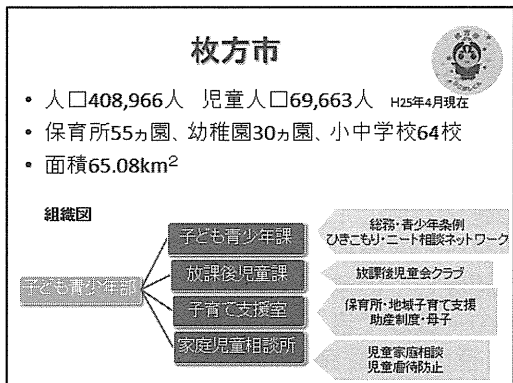 枚方市
• 人口408,966人 児童人口69,663人 H25年4月現在
• 保育所55ヵ園、幼稚園30ヵ園、小中学校64校
• 面積65.08km²
組織図
子ども青少年部
子ども青少年課
総務・青少年条例
ひきこもり・ニート相談ネットワーク
放課後児童課
放課後児童会クラブ
子育て支援室
保育所・地域子育て支援
助産制度・母子
家庭児童相談所
児童家庭相談
児童虐待防止